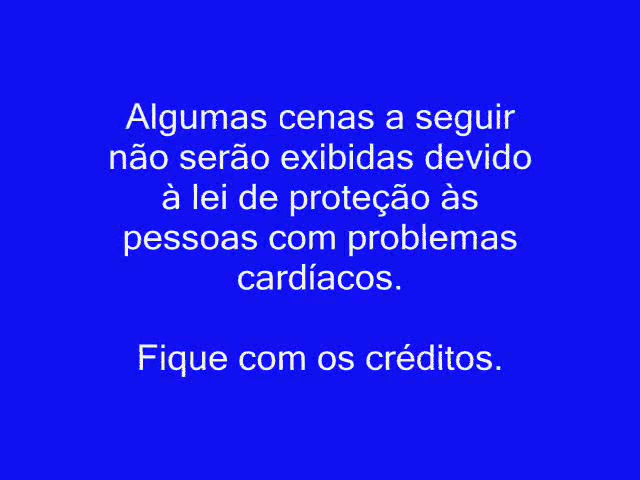 Algumas cenas a seguir
não serão exibidas devido
à lei de proteção às
pessoas com problemas
cardíacos.
Fique com os créditos.